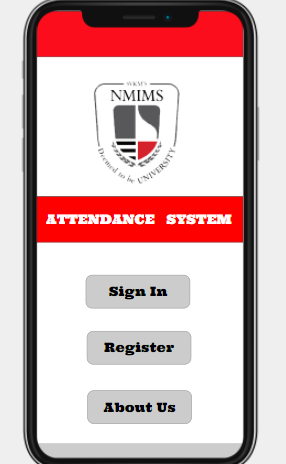 SVKM'S
NMIMS
Deemed to be UNIVERSITY
ATTENDANCE SYSTEM
Sign In
Register
About Us